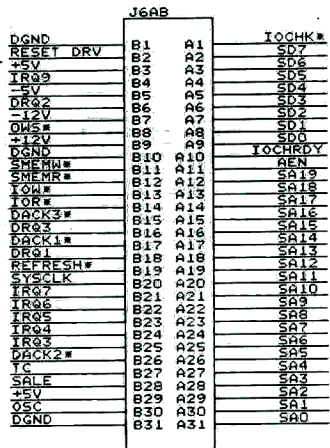 J6AB
DGND B1 A1 IOCHK*
RESET DRV B2 A2 SD7
+5V B3 A3 SD6
IRQ9 B4 A4 SD5
-5V B5 A5 SD4
DRQ2 B6 A6 SD3
-12V B7 A7 SD2
OWS* B8 A8 SD1
+12V B9 A9 SD0
DGND B10 A10 IOCHRDY
SMEMW* B11 A11 AEN
SMEMR* B12 A12 SA19
IOW* B13 A13 SA18
IOR* B14 A14 SA17
DACK3* B15 A15 SA16
DRQ3 B16 A16 SA15
DACK1* B17 A17 SA14
DRQ1 B18 A18 SA13
REFRESH* B19 A19 SA12
SYSCLK B20 A20 SA11
IRQ7 B21 A21 SA10
IRQ6 B22 A22 SA9
IRQ5 B23 A23 SA8
IRQ4 B24 A24 SA7
IRQ3 B25 A25 SA6
DACK2* B26 A26 SA5
TC B27 A27 SA4
SALE B28 A28 SA3
+5V B29 A29 SA2
OSC B30 A30 SA1
DGND B31 A31 SA0